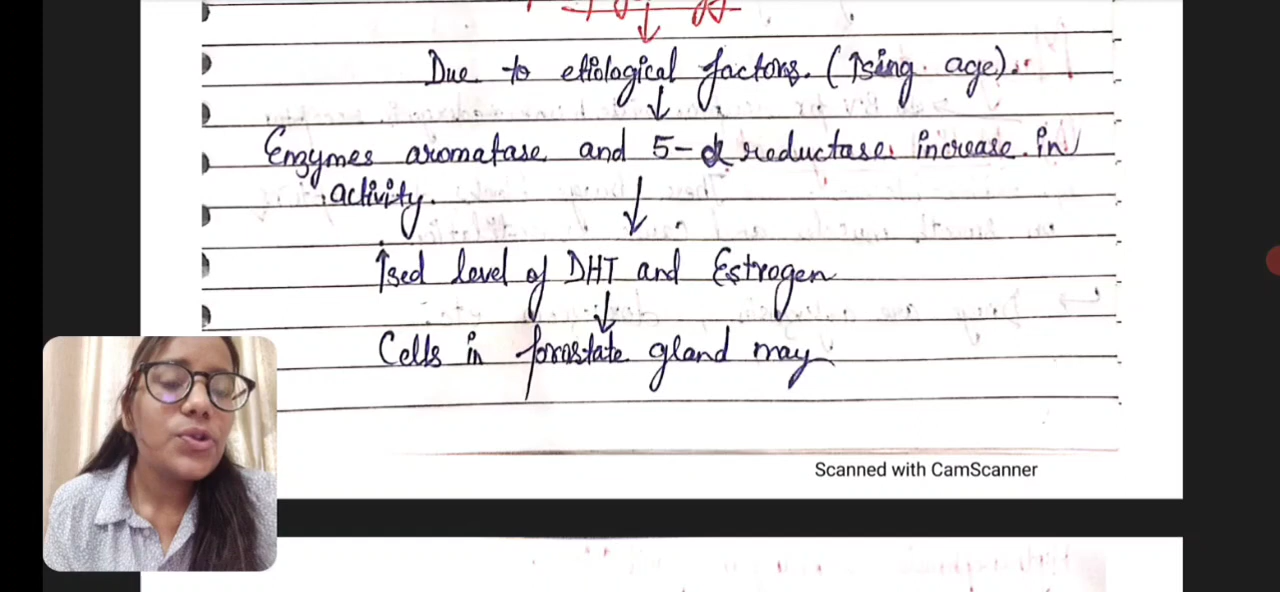 Due to etiological factors. (↑sing age).
↓
Enzymes aromatase and 5-α reductase increase in
activity.
↓
↑sed level of DHT and Estrogen
↓
Cells in prostate gland may
Scanned with CamScanner